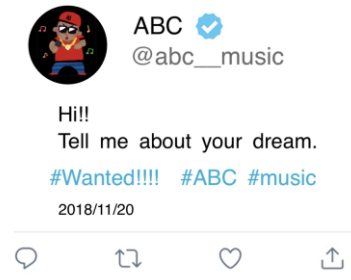 ABC
@abc__music
Hi!!
Tell me about your dream.
#Wanted!!!! #ABC #music
2018/11/20